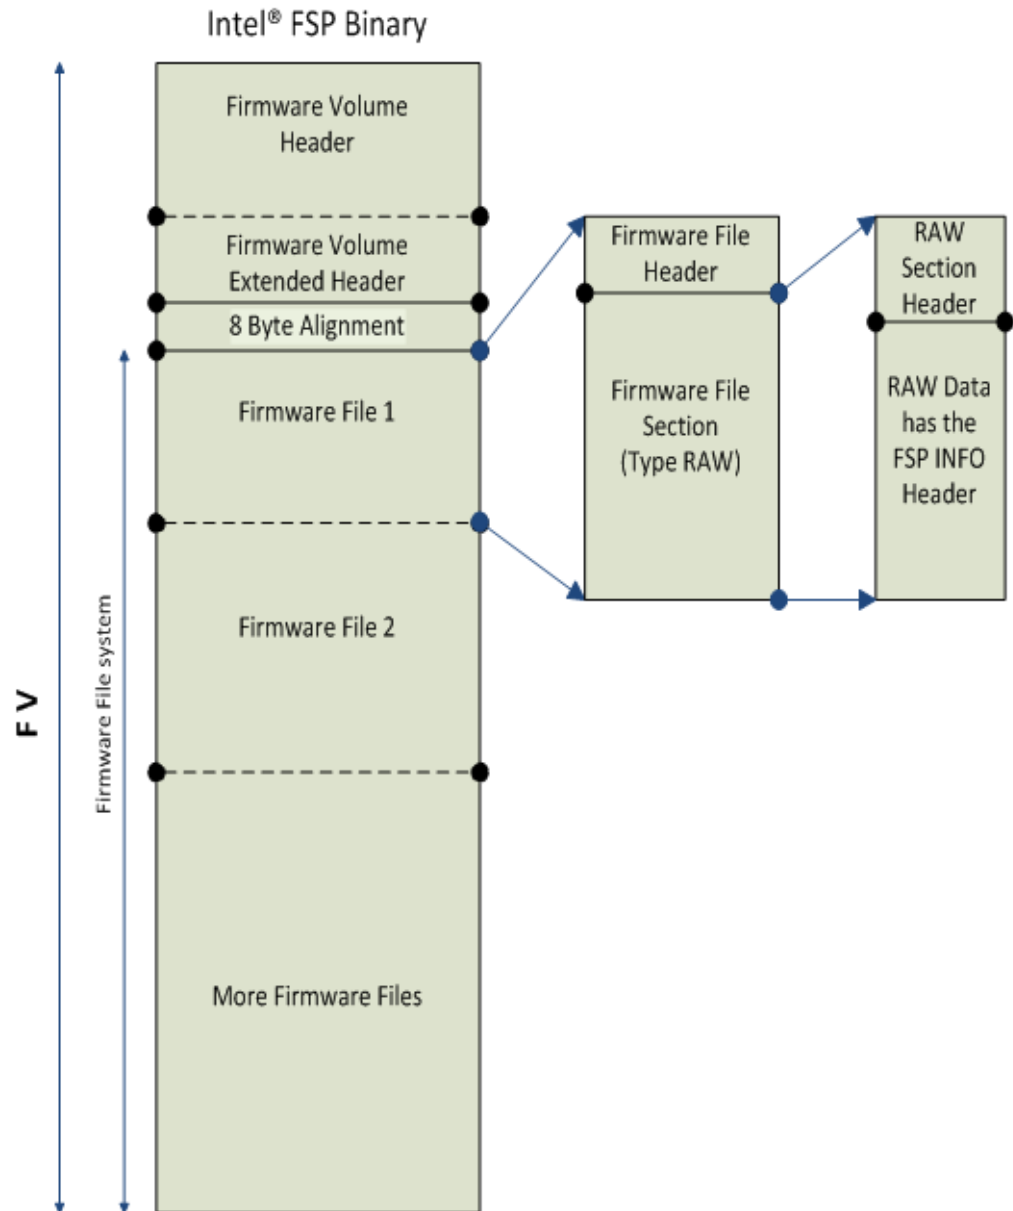 Intel® FSP Binary
Firmware Volume
Header
Firmware Volume
Extended Header
8 Byte Alignment
Firmware File 1
Firmware File 2
More Firmware Files
F V
Firmware File system
Firmware File
Header
Firmware File
Section
(Type RAW)
RAW
Section
Header
RAW Data
has the
FSP INFO
Header